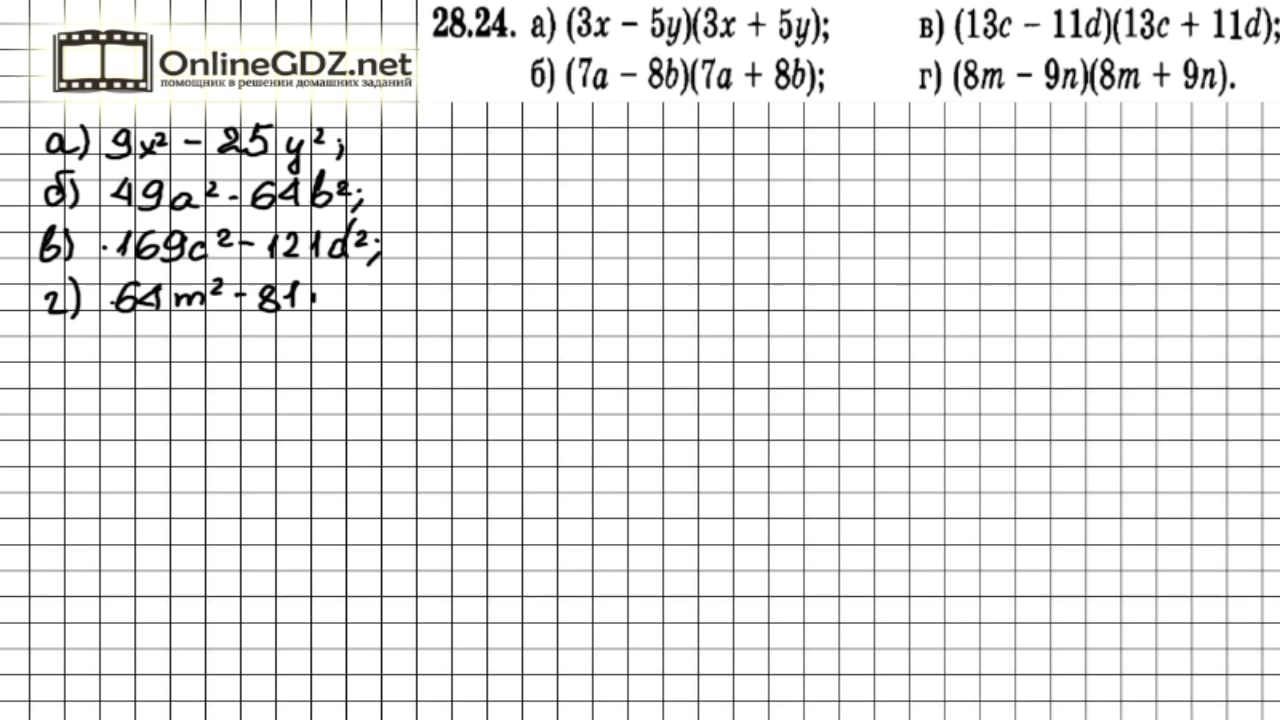 OnlineGDZ.net
помощник в решении домашних заданий
28.24. а) (3x − 5y)(3x + 5y); в) (13c − 11d)(13c + 11d);
б) (7a − 8b)(7a + 8b); г) (8m − 9n)(8m + 9n).
а) 9x² - 25y²;
б) 49a² - 64b²;
в) 169c² - 121d²;
г) 64m² - 81